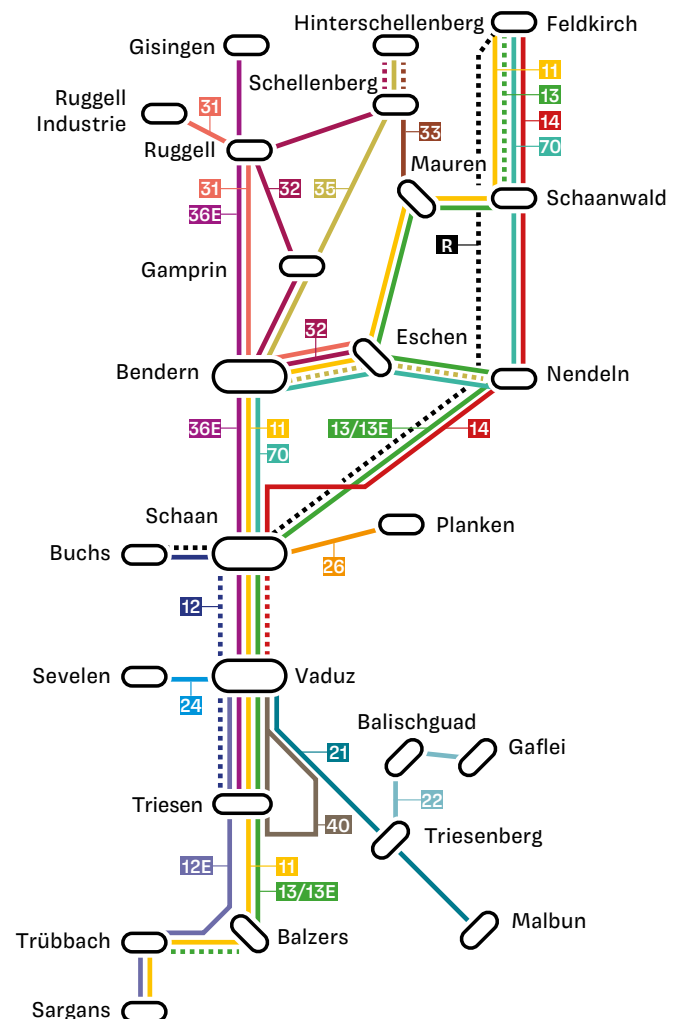 Hinterschellenberg
Feldkirch
Gisingen
11
Schellenberg
13
Ruggell
Industrie
31
14
33
70
Ruggell
Mauren
31
32
35
Schaanwald
36E
R
Gamprin
32
Eschen
Bendern
Nendeln
36E
11
13/13E
14
70
Schaan
Planken
Buchs
26
12
Sevelen
Vaduz
24
Balischguad
Gaflei
21
22
Triesen
40
Triesenberg
12E
11
13/13E
Malbun
Trübbach
Balzers
Sargans